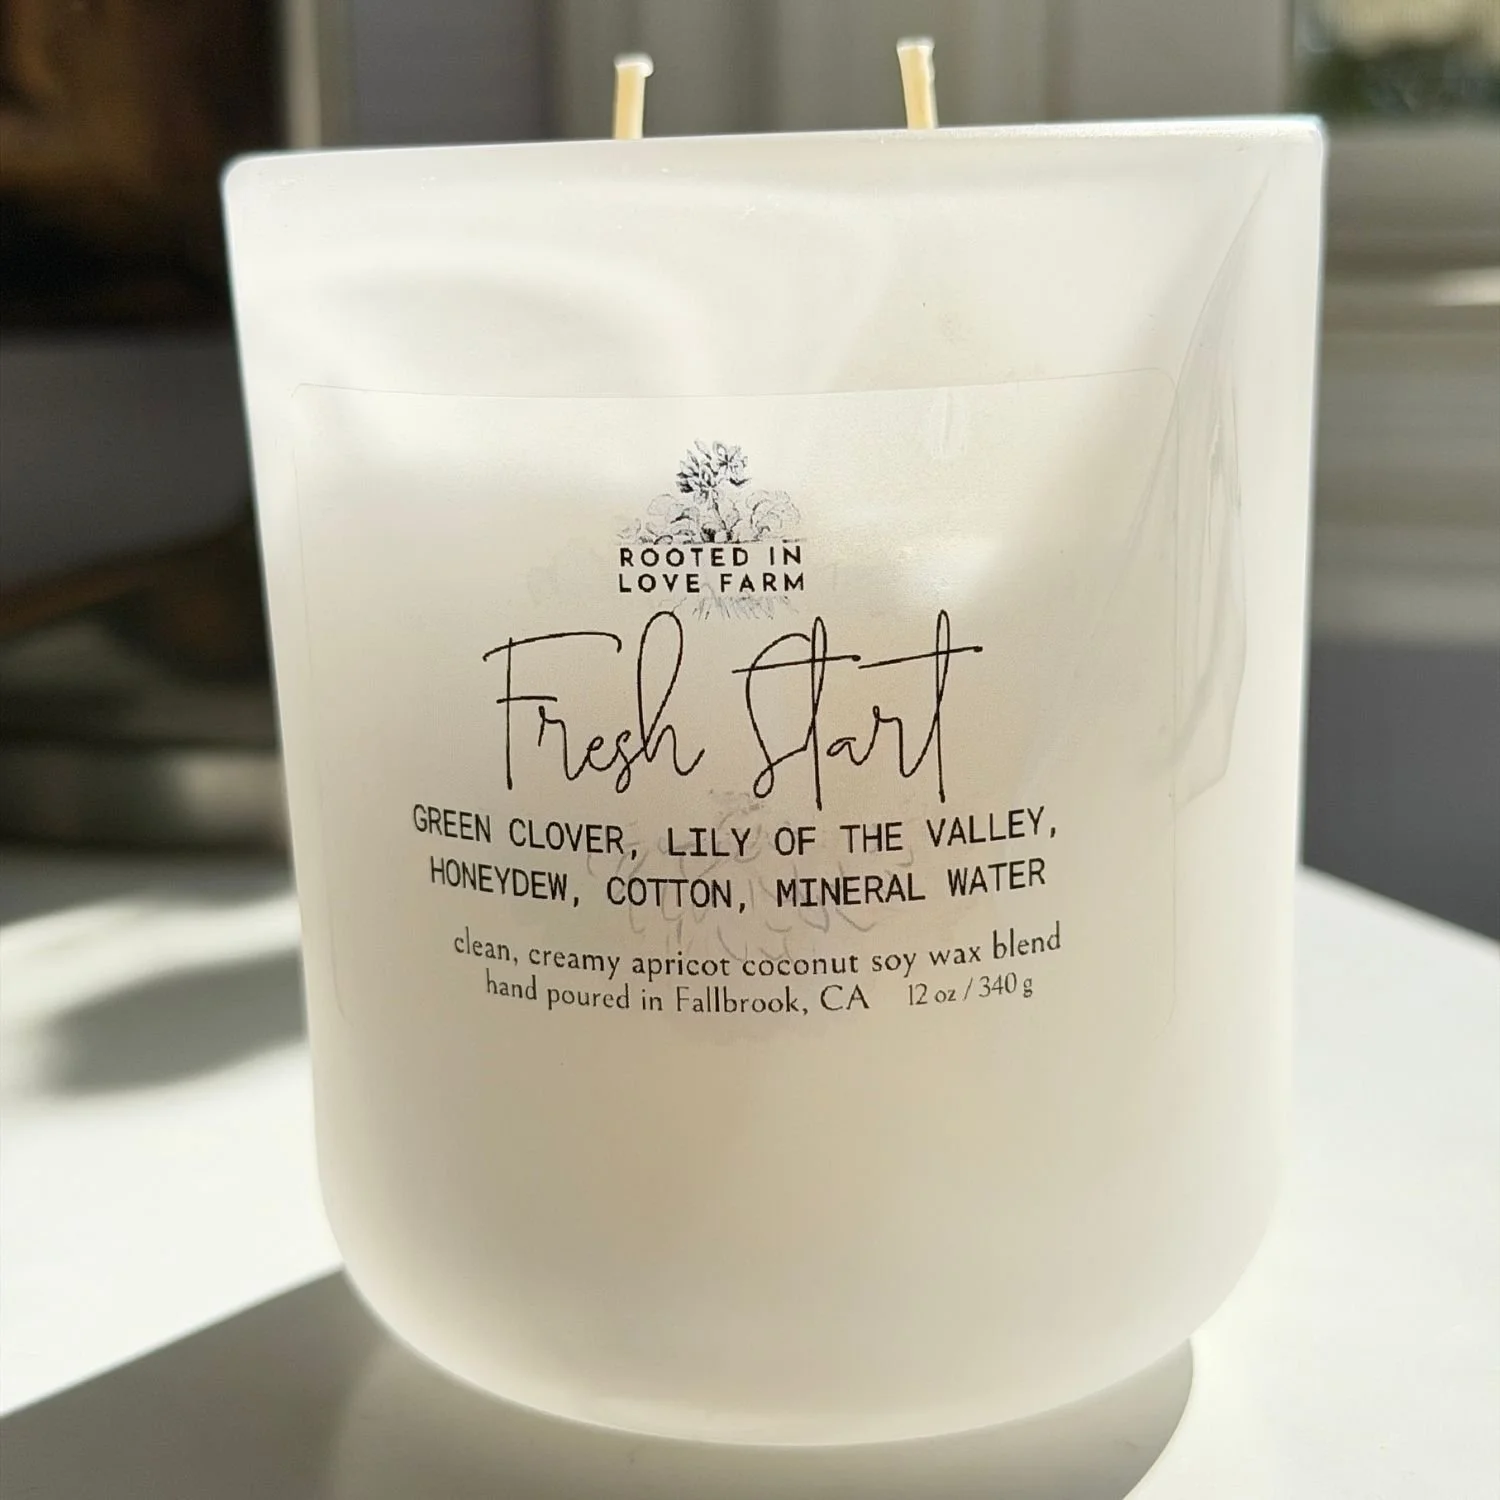 ROOTED IN
LOVE FARM
Fresh Start
GREEN CLOVER, LILY OF THE VALLEY,
HONEYDEW, COTTON, MINERAL WATER
clean, creamy apricot coconut soy wax blend
hand poured in Fallbrook, CA 12 oz / 340 g